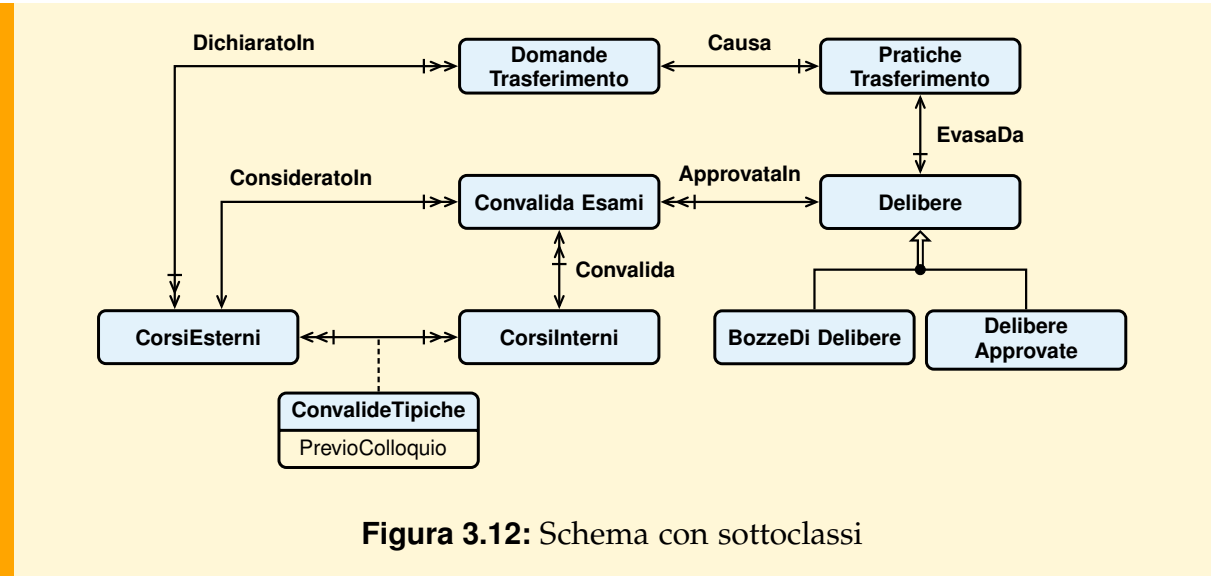 DichiaratoIn
Domande
Trasferimento
Causa
Pratiche
Trasferimento
EvasaDa
ConsideratoIn
Convalida Esami
ApprovataIn
Delibere
Convalida
CorsiEsterni
CorsiInterni
BozzeDi Delibere
Delibere
Approvate
ConvalideTipiche
PrevioColloquio
Figura 3.12: Schema con sottoclassi